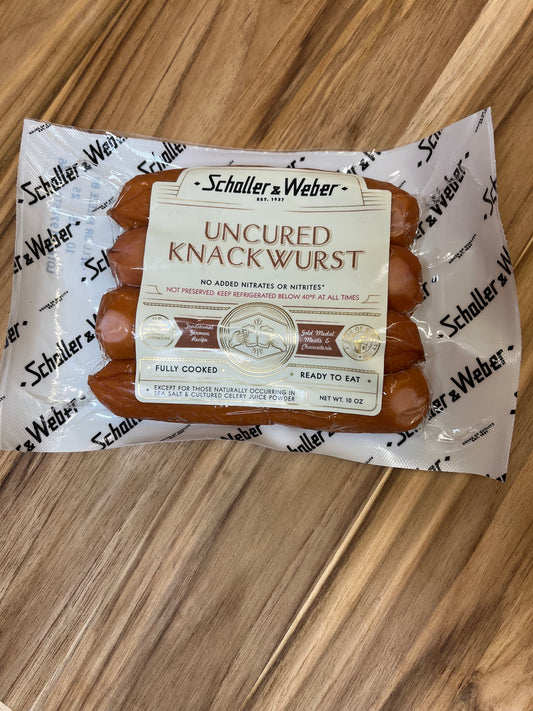 Schaller & Weber
EST. 1937
UNCURED
KNACKWURST
NO ADDED NITRATES OR NITRITES*
NOT PRESERVED. KEEP REFRIGERATED BELOW 40°F AT ALL TIMES
Traditional
German
Recipe
Gold Medal
Meats &
Charcuterie
FULLY COOKED
READY TO EAT
EXCEPT FOR THOSE NATURALLY OCCURRING IN
SEA SALT & CULTURED CELERY JUICE POWDER
NET WT. 10 OZ
Schaller & Weber
Schaller & Weber
Schaller & Weber
Schaller & Weber